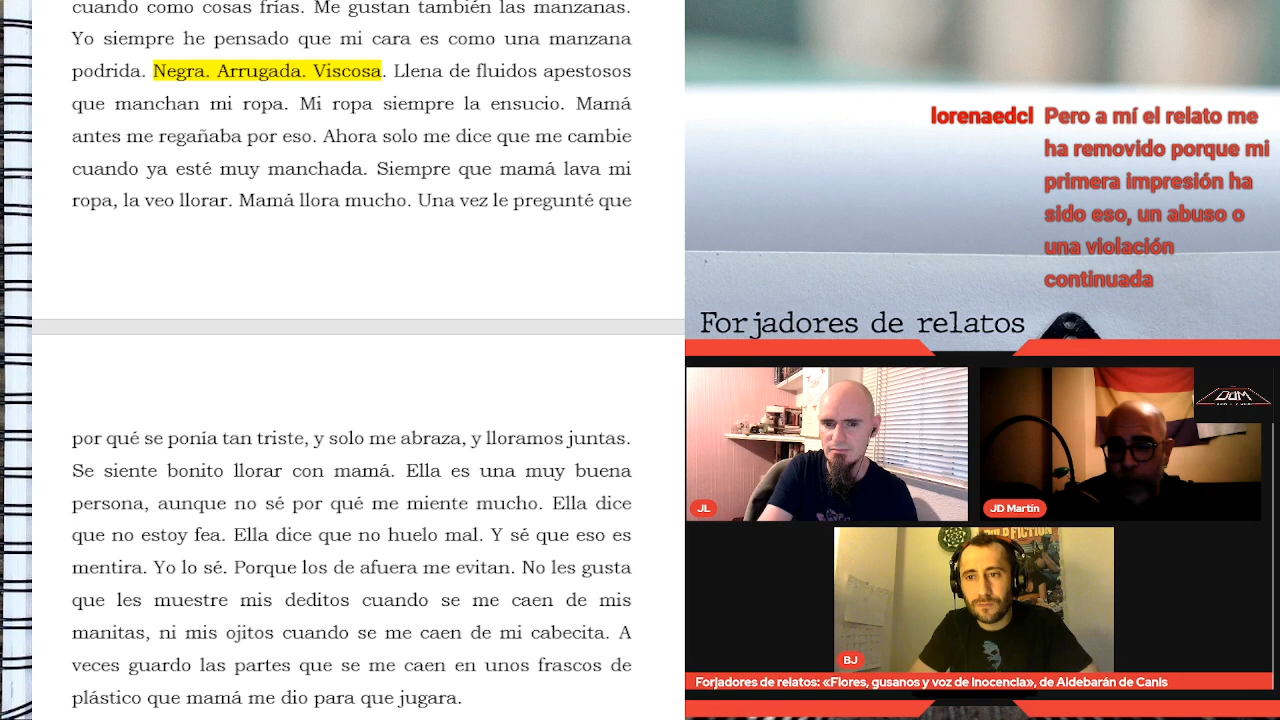 cuando como cosas frías. Me gustan también las manzanas.
Yo siempre he pensado que mi cara es como una manzana
podrida. Negra. Arrugada. Viscosa. Llena de fluidos apestosos
que manchan mi ropa. Mi ropa siempre la ensucio. Mamá
antes me regañaba por eso. Ahora solo me dice que me cambie
cuando ya esté muy manchada. Siempre que mamá lava mi
ropa, la veo llorar. Mamá llora mucho. Una vez le pregunté que
por qué se ponía tan triste, y solo me abraza, y lloramos juntas.
Se siente bonito llorar con mamá. Ella es una muy buena
persona, aunque no sé por qué me miente mucho. Ella dice
que no estoy fea. Ella dice que no huelo mal. Y sé que eso es
mentira. Yo lo sé. Porque los de afuera me evitan. No les gusta
que les muestre mis deditos cuando se me caen de mis
manitas, ni mis ojitos cuando se me caen de mi cabecita. A
veces guardo las partes que se me caen en unos frascos de
plástico que mamá me dio para que jugara.
lorenaedcl Pero a mí el relato me
ha removido porque mi
primera impresión ha
sido eso, un abuso o
una violación
continuada
Forjadores de relatos
JL
JD Martín
PULP FICTION
BJ
Forjadores de relatos: «Flores, gusanos y voz de inocencia», de Aldebarán de Canis